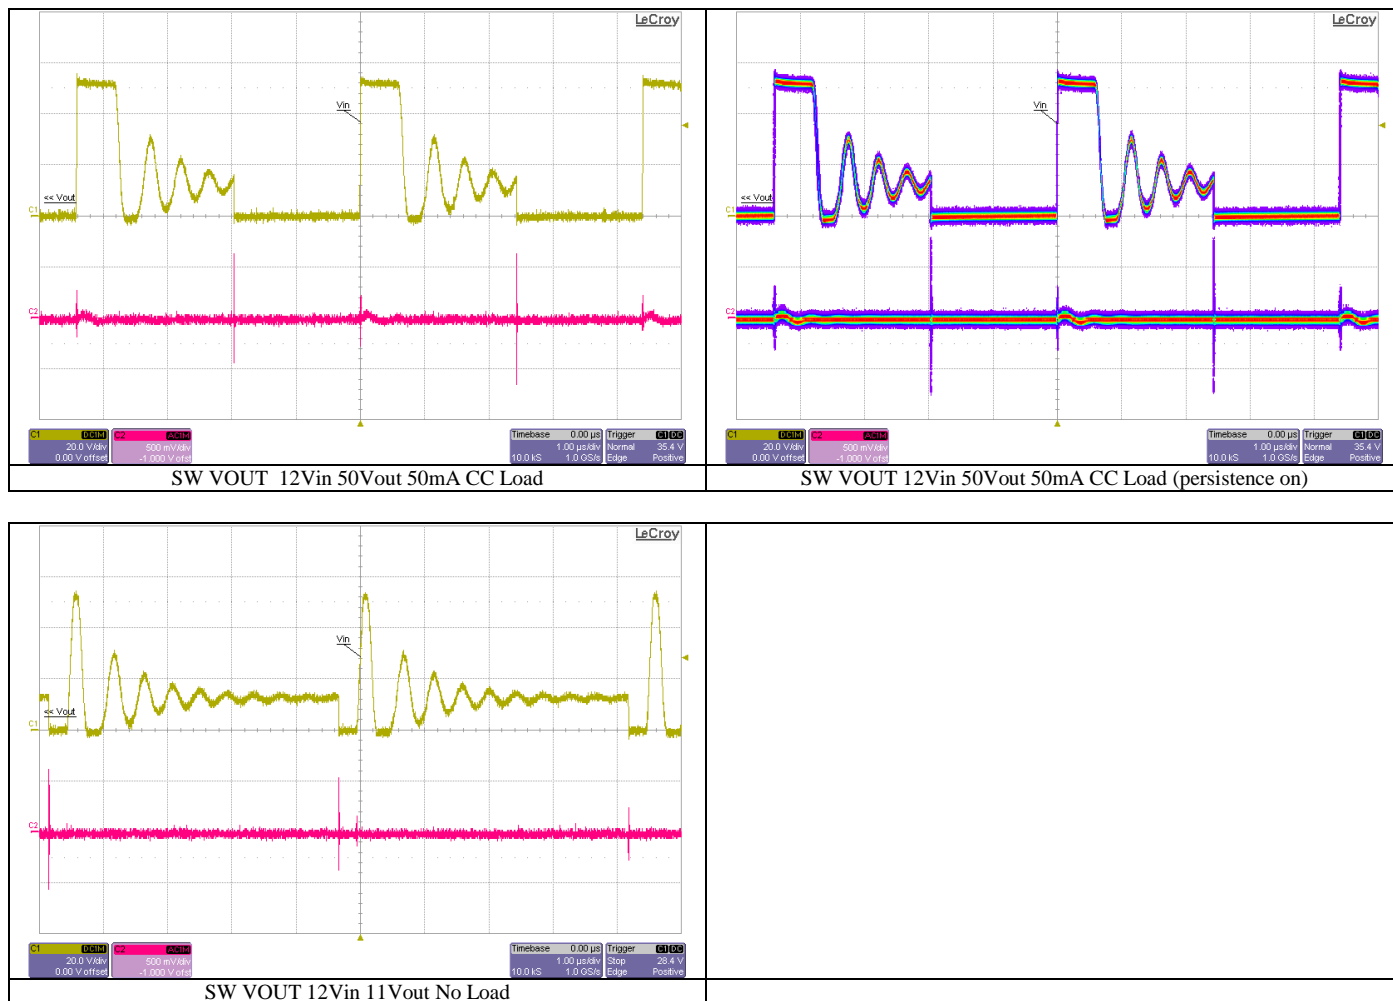 LeCroy
Vin
<< Vout
C1
C2
C1 DC1M
20.0 V/div
0.00 V offset
C2 AC1M
500 mV/div
-1.000 V ofst
Timebase 0.00 µs
1.00 µs/div
10.0 kS 1.0 GS/s
Trigger C1 DC
Normal 35.4 V
Edge Positive
SW VOUT 12Vin 50Vout 50mA CC Load
LeCroy
Vin
<< Vout
C1
C2
C1 DC1M
20.0 V/div
0.00 V offset
C2 AC1M
500 mV/div
-1.000 V ofst
Timebase 0.00 µs
1.00 µs/div
10.0 kS 1.0 GS/s
Trigger C1 DC
Normal 35.4 V
Edge Positive
SW VOUT 12Vin 50Vout 50mA CC Load (persistence on)
LeCroy
Vin
<< Vout
C1
C2
C1 DC1M
20.0 V/div
0.00 V offset
C2 AC1M
500 mV/div
-1.000 V ofst
Timebase 0.00 µs
1.00 µs/div
10.0 kS 1.0 GS/s
Trigger C1 DC
Stop 28.4 V
Edge Positive
SW VOUT 12Vin 11Vout No Load